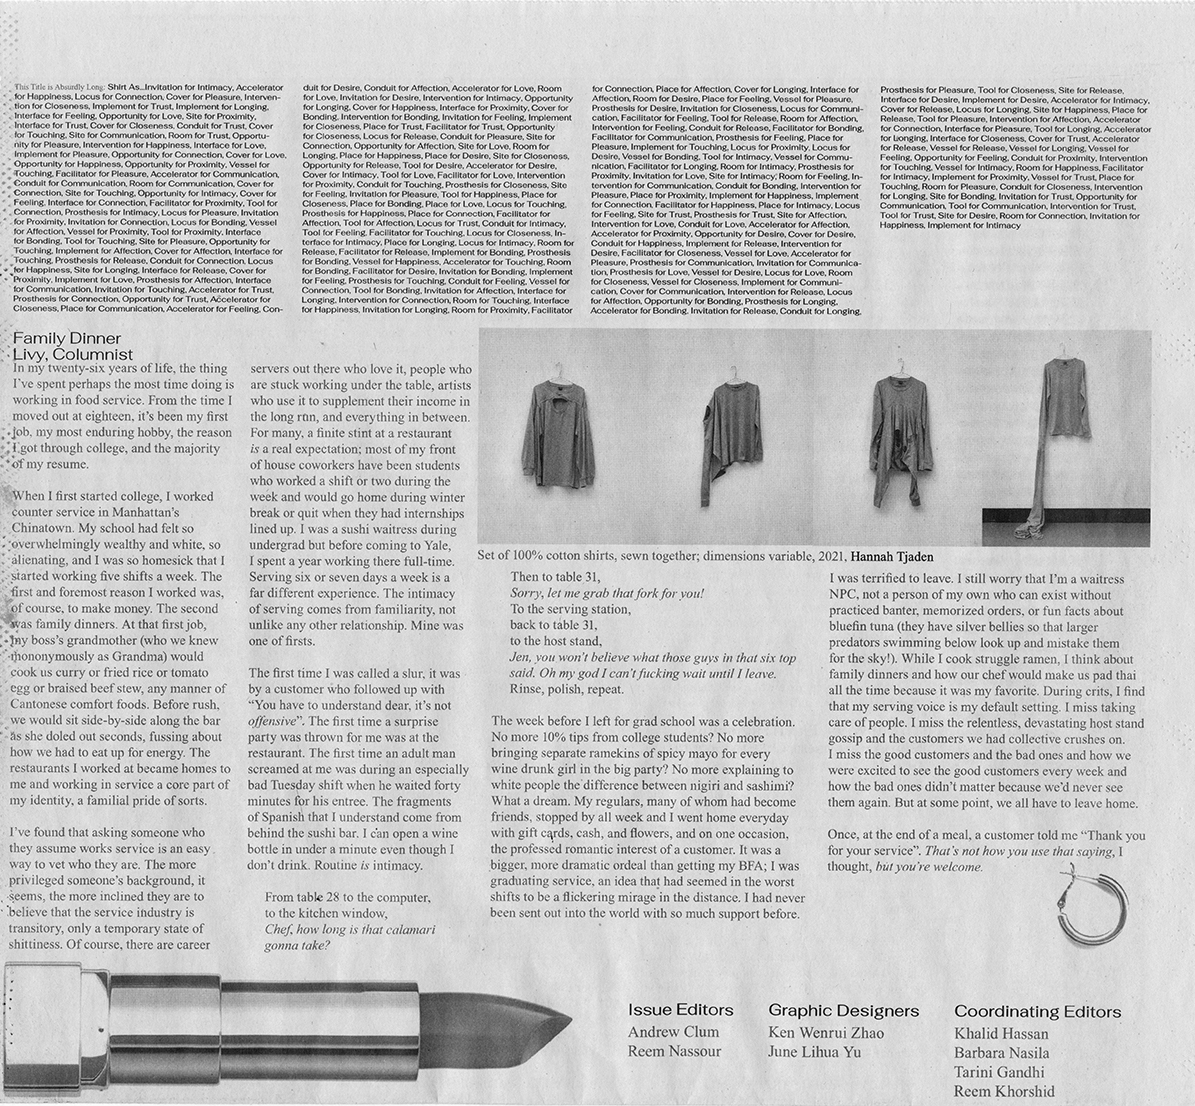 This Title is Absurdly Long: Shirt As...Invitation for Intimacy, Accelerator
for Happiness, Locus for Connection, Cover for Pleasure, Interven-
tion for Closeness, Implement for Trust, Implement for Longing,
Interface for Feeling, Opportunity for Love, Site for Proximity,
Interface for Trust, Cover for Closeness, Conduit for Trust, Cover
for Touching, Site for Communication, Room for Trust, Opportu-
nity for Pleasure, Intervention for Happiness, Interface for Love,
Implement for Pleasure, Opportunity for Connection, Cover for Love,
Opportunity for Happiness, Opportunity for Proximity, Vessel for
Touching, Facilitator for Pleasure, Accelerator for Communication,
Conduit for Communication, Room for Communication, Cover for
Connection, Site for Touching, Opportunity for Intimacy, Cover for
Feeling, Interface for Connection, Facilitator for Proximity, Tool for
Connection, Prosthesis for Intimacy, Locus for Pleasure, Invitation
for Proximity, Invitation for Connection, Locus for Bonding, Vessel
for Affection, Vessel for Proximity, Tool for Proximity, Interface
for Bonding, Tool for Touching, Site for Pleasure, Opportunity for
Touching, Implement for Affection, Cover for Affection, Interface for
Touching, Prosthesis for Release, Conduit for Connection, Locus
for Happiness, Site for Longing, Interface for Release, Cover for
Proximity, Implement for Love, Prosthesis for Affection, Interface
for Communication, Invitation for Touching, Accelerator for Trust,
Prosthesis for Connection, Opportunity for Trust, Accelerator for
Closeness, Place for Communication, Accelerator for Feeling, Con-
duit for Desire, Conduit for Affection, Accelerator for Love, Room
for Love, Invitation for Desire, Intervention for Intimacy, Opportunity
for Longing, Cover for Happiness, Interface for Proximity, Cover for
Bonding, Intervention for Bonding, Invitation for Feeling, Implement
for Closeness, Place for Trust, Facilitator for Trust, Opportunity
for Closeness, Locus for Release, Conduit for Pleasure, Site for
Connection, Opportunity for Affection, Site for Love, Room for
Longing, Place for Happiness, Place for Desire, Site for Closeness,
Opportunity for Release, Tool for Desire, Accelerator for Desire,
Cover for Intimacy, Tool for Love, Facilitator for Love, Intervention
for Proximity, Conduit for Touching, Prosthesis for Closeness, Site
for Feeling, Invitation for Pleasure, Tool for Happiness, Place for
Closeness, Place for Bonding, Place for Love, Locus for Touching,
Prosthesis for Happiness, Place for Connection, Facilitator for
Affection, Tool for Affection, Locus for Trust, Conduit for Intimacy,
Tool for Feeling, Facilitator for Touching, Locus for Closeness, In-
terface for Intimacy, Place for Longing, Locus for Intimacy, Room for
Release, Facilitator for Release, Implement for Bonding, Prosthesis
for Bonding, Vessel for Happiness, Accelerator for Touching, Room
for Bonding, Facilitator for Desire, Invitation for Bonding, Implement
for Feeling, Prosthesis for Touching, Conduit for Feeling, Vessel for
Connection, Tool for Bonding, Invitation for Affection, Site for
Longing, Intervention for Connection, Room for Touching, Interface
for Happiness, Invitation for Longing, Room for Proximity, Facilitator
for Connection, Place for Affection, Cover for Longing, Interface for
Affection, Room for Desire, Place for Feeling, Vessel for Pleasure,
Prosthesis for Desire, Invitation for Closeness, Locus for Communi-
cation, Facilitator for Feeling, Tool for Release, Room for Affection,
Intervention for Feeling, Conduit for Release, Facilitator for Bonding,
Facilitator for Communication, Prosthesis for Feeling, Place for
Pleasure, Implement for Touching, Locus for Proximity, Locus for
Desire, Vessel for Bonding, Tool for Intimacy, Vessel for Commu-
nication, Facilitator for Longing, Room for Intimacy, Prosthesis for
Proximity, Invitation for Love, Site for Intimacy; Room for Feeling, In-
tervention for Communication, Conduit for Bonding, Intervention for
Pleasure, Place for Proximity, Implement for Happiness, Implement
for Connection, Facilitator for Happiness, Place for Intimacy, Locus
for Feeling, Site for Trust, Prosthesis for Trust, Site for Affection,
Intervention for Love, Conduit for Love, Accelerator for Affection,
Accelerator for Proximity, Opportunity for Desire, Cover for Desire,
Conduit for Happiness, Implement for Release, Intervention for
Desire, Facilitator for Closeness, Vessel for Love, Accelerator for
Pleasure, Prosthesis for Communication, Invitation for Communica-
tion, Prosthesis for Love, Vessel for Desire, Locus for Love, Room
for Closeness, Vessel for Closeness, Implement for Communi-
cation, Cover for Communication, Intervention for Release, Locus
for Affection, Opportunity for Bonding, Prosthesis for Longing,
Accelerator for Bonding, Invitation for Release, Conduit for Longing,
Prosthesis for Pleasure, Tool for Closeness, Site for Release,
Interface for Desire, Implement for Desire, Accelerator for Intimacy,
Cover for Release, Locus for Longing, Site for Happiness, Place for
Release, Tool for Pleasure, Intervention for Affection, Accelerator
for Connection, Interface for Pleasure, Tool for Longing, Accelerator
for longing, Interface for Closeness, Cover for Trust, Accelerator
for Release, Vessel for Release, Vessel for Longing, Vessel for
Feeling, Opportunity for Feeling, Conduit for Proximity, Intervention
for Touching, Vessel for Intimacy, Room for Happiness, Facilitator
for Intimacy, Implement for Proximity, Vessel for Trust, Place for
Touching, Room for Pleasure, Conduit for Closeness, Intervention
for Longing, Site for Bonding, Invitation for Trust, Opportunity for
Communication, Tool for Communication, Intervention for Trust,
Tool for Trust, Site for Desire, Room for Connection, Invitation for
Happiness, Implement for Intimacy
Family Dinner
Livy, Columnist
In my twenty-six years of life, the thing
I've spent perhaps the most time doing is
working in food service. From the time I
moved out at eighteen, it's been my first
job, my most enduring hobby, the reason
I got through college, and the majority
of my resume.
When I first started college, I worked
counter service in Manhattan's
Chinatown. My school had felt so
overwhelmingly wealthy and white, so
alienating, and I was so homesick that I
started working five shifts a week. The
first and foremost reason I worked was,
of course, to make money. The second
was family dinners. At that first job,
my boss's grandmother (who we knew
mononymously as Grandma) would
cook us curry or fried rice or tomato
egg or braised beef stew, any manner of
Cantonese comfort foods. Before rush,
we would sit side-by-side along the bar
as she doled out seconds, fussing about
how we had to eat up for energy. The
restaurants I worked at became homes to
me and working in service a core part of
my identity, a familial pride of sorts.
I've found that asking someone who
they assume works service is an easy
way to vet who they are. The more
privileged someone's background, it
seems, the more inclined they are to
believe that the service industry is
transitory, only a temporary state of
shittiness. Of course, there are career
servers out there who love it, people who
are stuck working under the table, artists
who use it to supplement their income in
the long run, and everything in between.
For many, a finite stint at a restaurant
is a real expectation; most of my front
of house coworkers have been students
who worked a shift or two during the
week and would go home during winter
break or quit when they had internships
lined up. I was a sushi waitress during
undergrad but before coming to Yale,
I spent a year working there full-time.
Serving six or seven days a week is a
far different experience. The intimacy
of serving comes from familiarity, not
unlike any other relationship. Mine was
one of firsts.
The first time I was called a slur, it was
by a customer who followed up with
“You have to understand dear, it's not
offensive”. The first time a surprise
party was thrown for me was at the
restaurant. The first time an adult man
screamed at me was during an especially
bad Tuesday shift when he waited forty
minutes for his entree. The fragments
of Spanish that I understand come from
behind the sushi bar. I can open a wine
bottle in under a minute even though I
don't drink. Routine is intimacy.
From table 28 to the computer,
to the kitchen window,
Chef, how long is that calamari
gonna take?
Set of 100% cotton shirts, sewn together; dimensions variable, 2021, Hannah Tjaden
Then to table 31,
Sorry, let me grab that fork for you!
To the serving station,
back to table 31,
to the host stand,
Jen, you won't believe what those guys in that six top
said. Oh my god I can't fucking wait until I leave.
Rinse, polish, repeat.
The week before I left for grad school was a celebration.
No more 10% tips from college students? No more
bringing separate ramekins of spicy mayo for every
wine drunk girl in the big party? No more explaining to
white people the difference between nigiri and sashimi?
What a dream. My regulars, many of whom had become
friends, stopped by all week and I went home everyday
with gift cards, cash, and flowers, and on one occasion,
the professed romantic interest of a customer. It was a
bigger, more dramatic ordeal than getting my BFA; I was
graduating service, an idea that had seemed in the worst
shifts to be a flickering mirage in the distance. I had never
been sent out into the world with so much support before.
I was terrified to leave. I still worry that I'm a waitress
NPC, not a person of my own who can exist without
practiced banter, memorized orders, or fun facts about
bluefin tuna (they have silver bellies so that larger
predators swimming below look up and mistake them
for the sky!). While I cook struggle ramen, I think about
family dinners and how our chef would make us pad thai
all the time because it was my favorite. During crits, I find
that my serving voice is my default setting. I miss taking
care of people. I miss the relentless, devastating host stand
gossip and the customers we had collective crushes on.
I miss the good customers and the bad ones and how we
were excited to see the good customers every week and
how the bad ones didn't matter because we'd never see
them again. But at some point, we all have to leave home.
Once, at the end of a meal, a customer told me “Thank you
for your service”. That's not how you use that saying, I
thought, but you're welcome.
Issue Editors
Andrew Clum
Reem Nassour
Graphic Designers
Ken Wenrui Zhao
June Lihua Yu
Coordinating Editors
Khalid Hassan
Barbara Nasila
Tarini Gandhi
Reem Khorshid